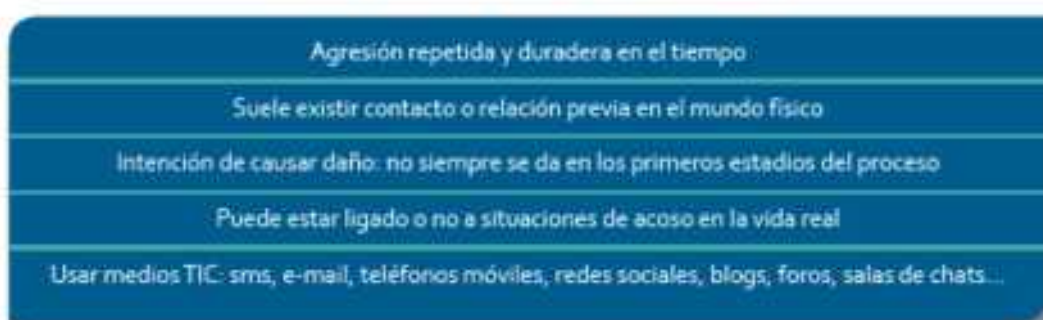 Agresión repetida y duradera en el tiempo
Suele existir contacto o relación previa en el mundo físico
Intención de causar daño: no siempre se da en los primeros estadios del proceso
Puede estar ligado o no a situaciones de acoso en la vida real
Usar medios TIC: sms, e-mail, teléfonos móviles, redes sociales, blogs, foros, salas de chats...